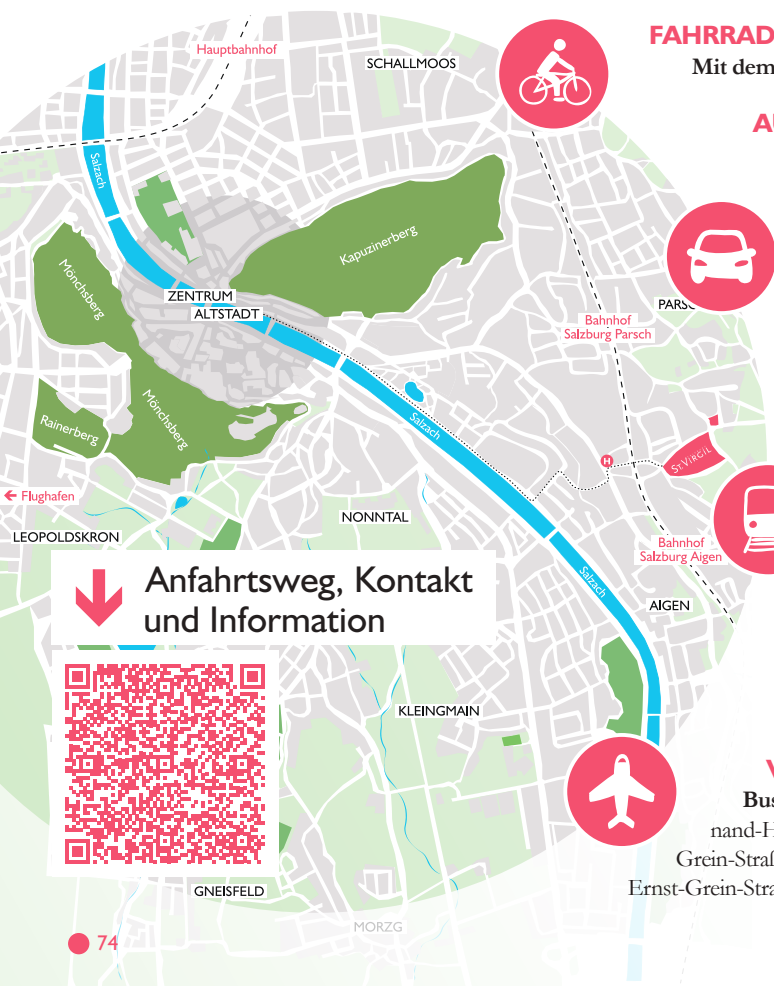 FAHRRAD
Mit dem
Hauptbahnhof
SCHALLMOOS
Salzach
Kapuzinerberg
Mönchsberg
ZENTRUM
ALTSTADT
Bahnhof
Salzburg Parsch
Mönchsberg
Rainerberg
Salzach
H
ST. VIRGIL
← Flughafen
NONNTAL
LEOPOLDSKRON
Bahnhof
Salzburg Aigen
Anfahrtsweg, Kontakt
und Information
Salzach
AIGEN
KLEINGMAIN
Bus
nand-H
Grein-Straß
Ernst-Grein-Stra
GNEISFELD
MORZG
74